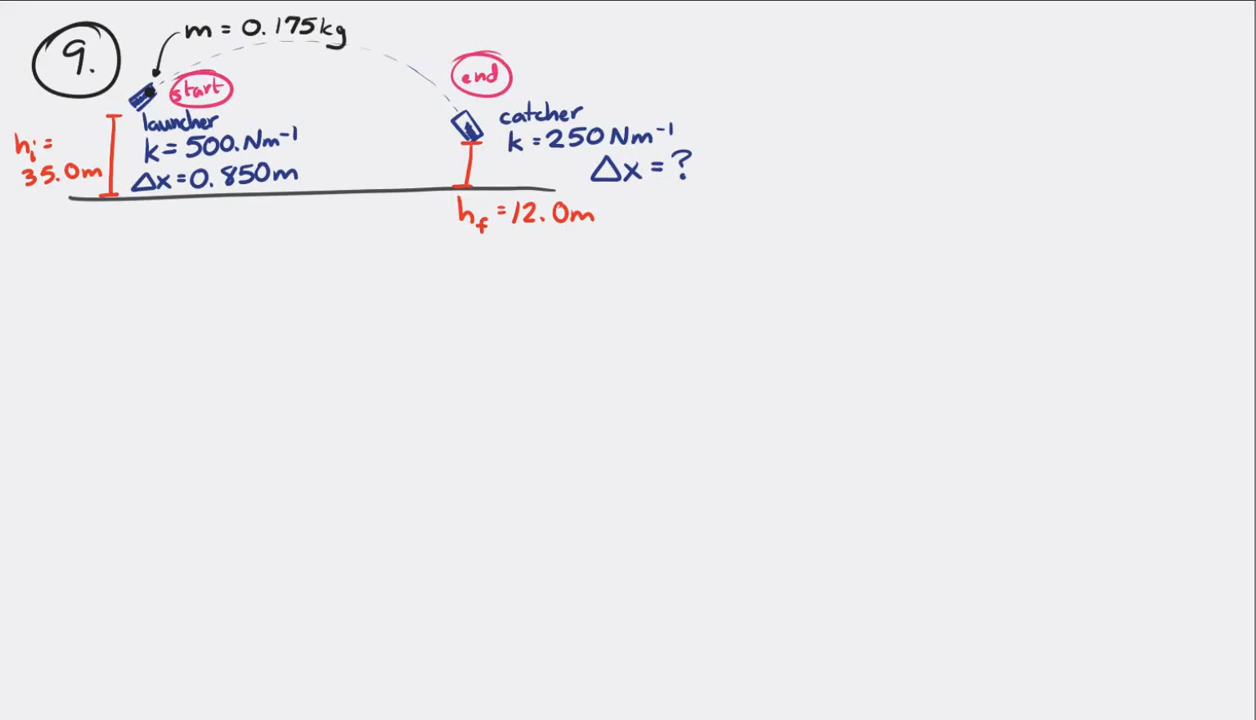 9.
m = 0.175kg
start
end
launcher
k = 500. Nm⁻¹
Δx = 0.850m
hᵢ =
35.0m
catcher
k = 250 Nm⁻¹
Δx = ?
h_f = 12.0m